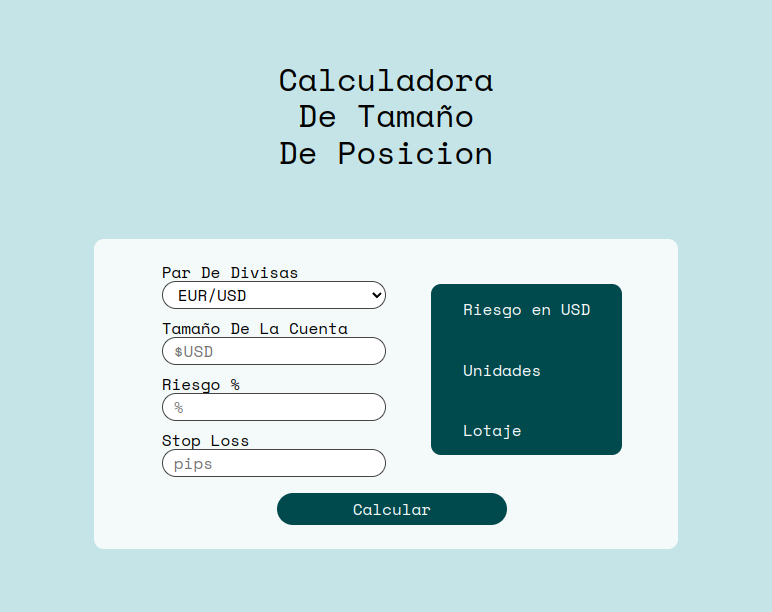 Calculadora
De Tamaño
De Posicion
Par De Divisas
EUR/USD
Tamaño De La Cuenta
$USD
Riesgo %
%
Stop Loss
pips
Riesgo en USD
Unidades
Lotaje
Calcular